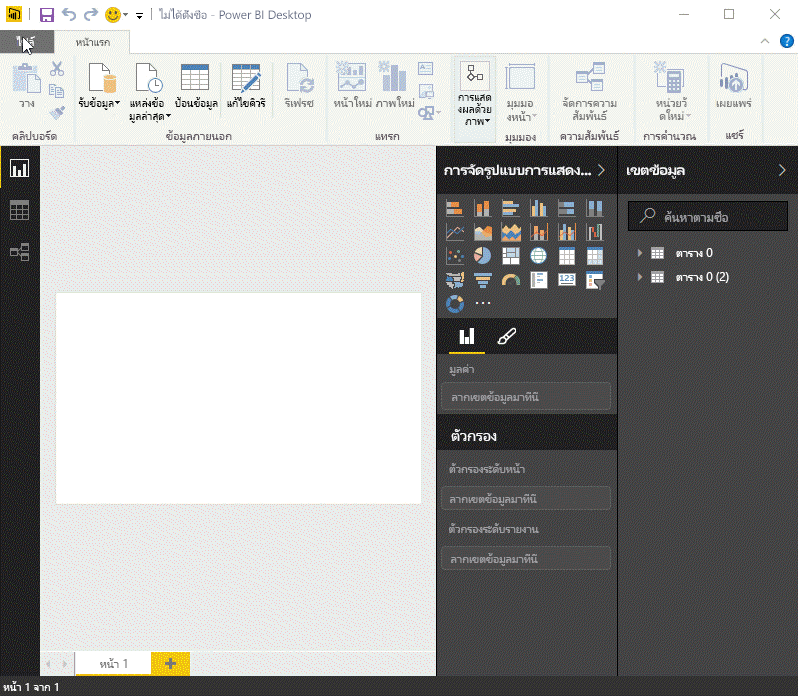 ไม่ได้ตั้งชื่อ - Power BI Desktop
ไฟล์
หน้าแรก
วาง
รับข้อมูล
แหล่งข้อ
มูลล่าสุด
ป้อนข้อมูล
แก้ไขคิวรี
รีเฟรช
หน้าใหม่
ภาพใหม่
การแสด
งผลด้วย
ภาพ
มุมมอ
งหน้า
จัดการความ
สัมพันธ์
หน่วยวั
ดใหม่
เผยแพร่
คลิปบอร์ด
ข้อมูลภายนอก
แทรก
มุมมอง
ความสัมพันธ์
การคำนวณ
แชร์
การจัดรูปแบบการแสดง...
เขตข้อมูล
ค้นหาตามชื่อ
ตาราง 0
ตาราง 0 (2)
123
มูลค่า
ลากเขตข้อมูลมาที่นี่
ตัวกรอง
ตัวกรองระดับหน้า
ลากเขตข้อมูลมาที่นี่
ตัวกรองระดับรายงาน
ลากเขตข้อมูลมาที่นี่
หน้า 1
หน้า 1 จาก 1